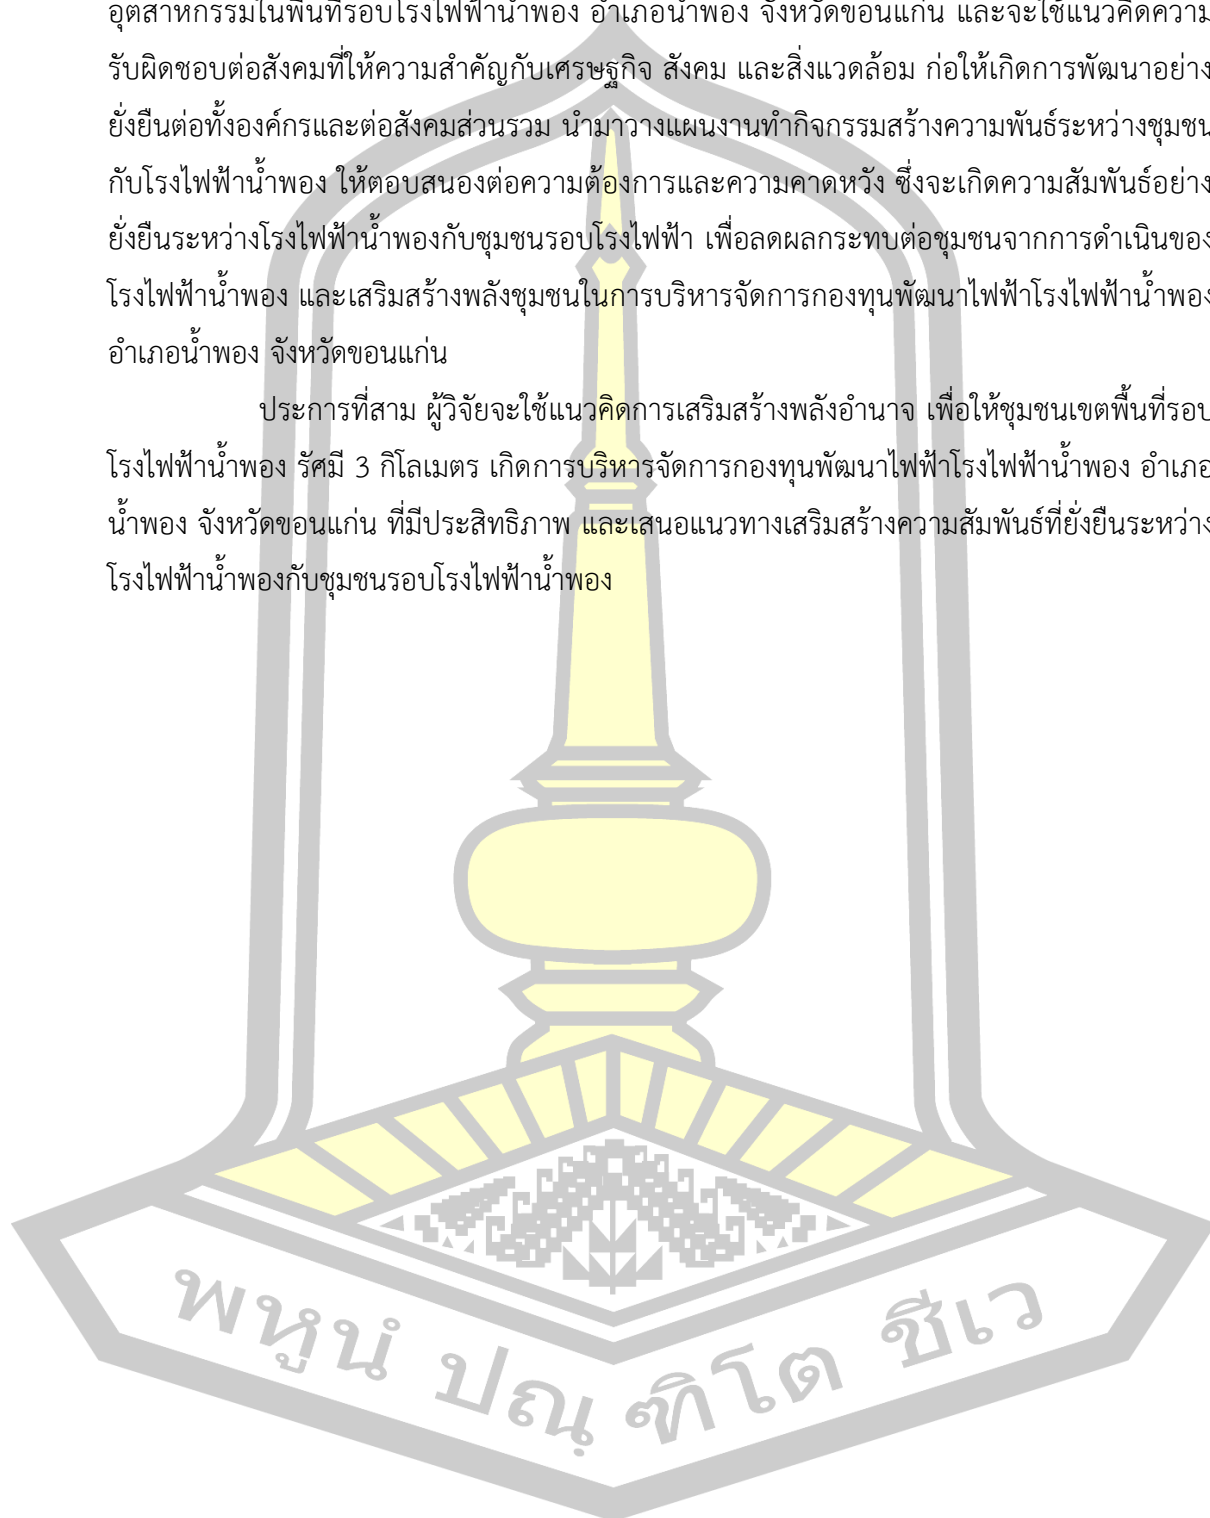 อุตสาหกรรมในพื้นที่รอบโรงไฟฟ้าน้ำพอง อำเภอน้ำพอง จังหวัดขอนแก่น และจะใช้แนวคิดความ
รับผิดชอบต่อสังคมที่ให้ความสำคัญกับเศรษฐกิจ สังคม และสิ่งแวดล้อม ก่อให้เกิดการพัฒนาอย่าง
ยั่งยืนต่อทั้งองค์กรและต่อสังคมส่วนรวม นำมาวางแผนงานทำกิจกรรมสร้างความพันธ์ระหว่างชุมชน
กับโรงไฟฟ้าน้ำพอง ให้ตอบสนองต่อความต้องการและความคาดหวัง ซึ่งจะเกิดความสัมพันธ์อย่าง
ยั่งยืนระหว่างโรงไฟฟ้าน้ำพองกับชุมชนรอบโรงไฟฟ้า เพื่อลดผลกระทบต่อชุมชนจากการดำเนินของ
โรงไฟฟ้าน้ำพอง และเสริมสร้างพลังชุมชนในการบริหารจัดการกองทุนพัฒนาไฟฟ้าโรงไฟฟ้าน้ำพอง
อำเภอน้ำพอง จังหวัดขอนแก่น
ประการที่สาม ผู้วิจัยจะใช้แนวคิดการเสริมสร้างพลังอำนาจ เพื่อให้ชุมชนเขตพื้นที่รอบ
โรงไฟฟ้าน้ำพอง รัศมี 3 กิโลเมตร เกิดการบริหารจัดการกองทุนพัฒนาไฟฟ้าโรงไฟฟ้าน้ำพอง อำเภอ
น้ำพอง จังหวัดขอนแก่น ที่มีประสิทธิภาพ และเสนอแนวทางเสริมสร้างความสัมพันธ์ที่ยั่งยืนระหว่าง
โรงไฟฟ้าน้ำพองกับชุมชนรอบโรงไฟฟ้าน้ำพอง
พหูนํ ปณฺ ฑิโต ชีเว